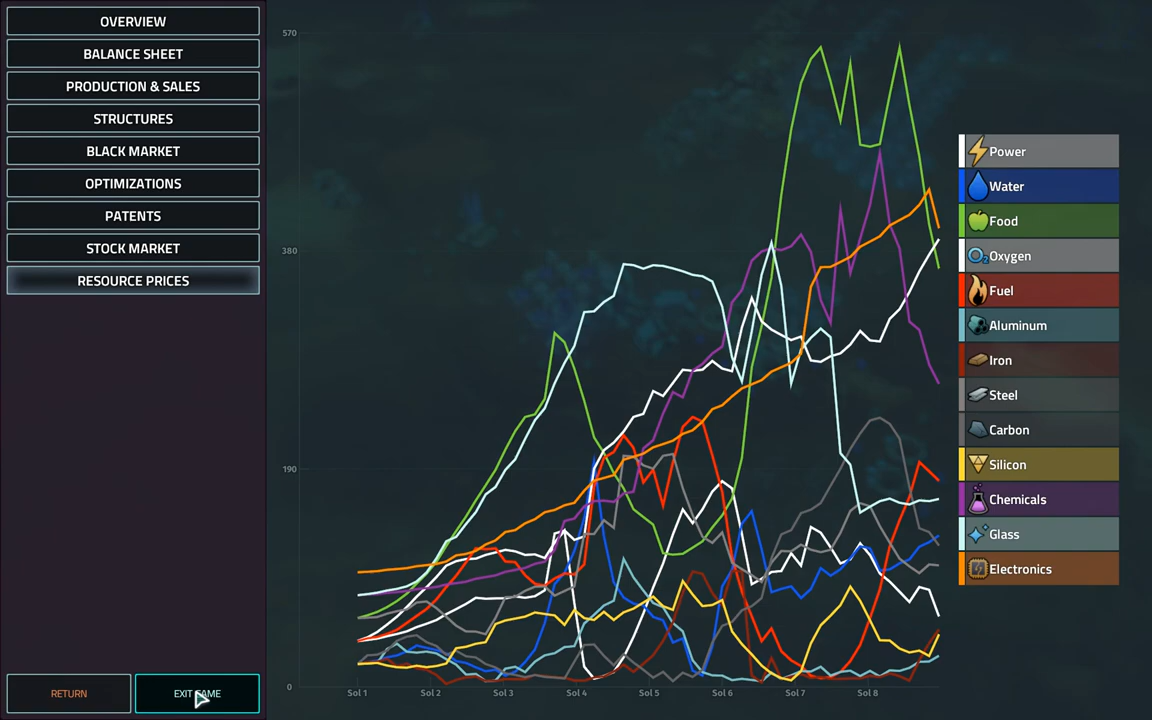 OVERVIEW
BALANCE SHEET
PRODUCTION & SALES
STRUCTURES
BLACK MARKET
OPTIMIZATIONS
PATENTS
STOCK MARKET
RESOURCE PRICES
RETURN
EXIT GAME
570
380
190
0
Sol 1
Sol 2
Sol 3
Sol 4
Sol 5
Sol 6
Sol 7
Sol 8
Power
Water
Food
O₂ Oxygen
Fuel
Aluminum
Iron
Steel
Carbon
Silicon
Chemicals
Glass
Electronics